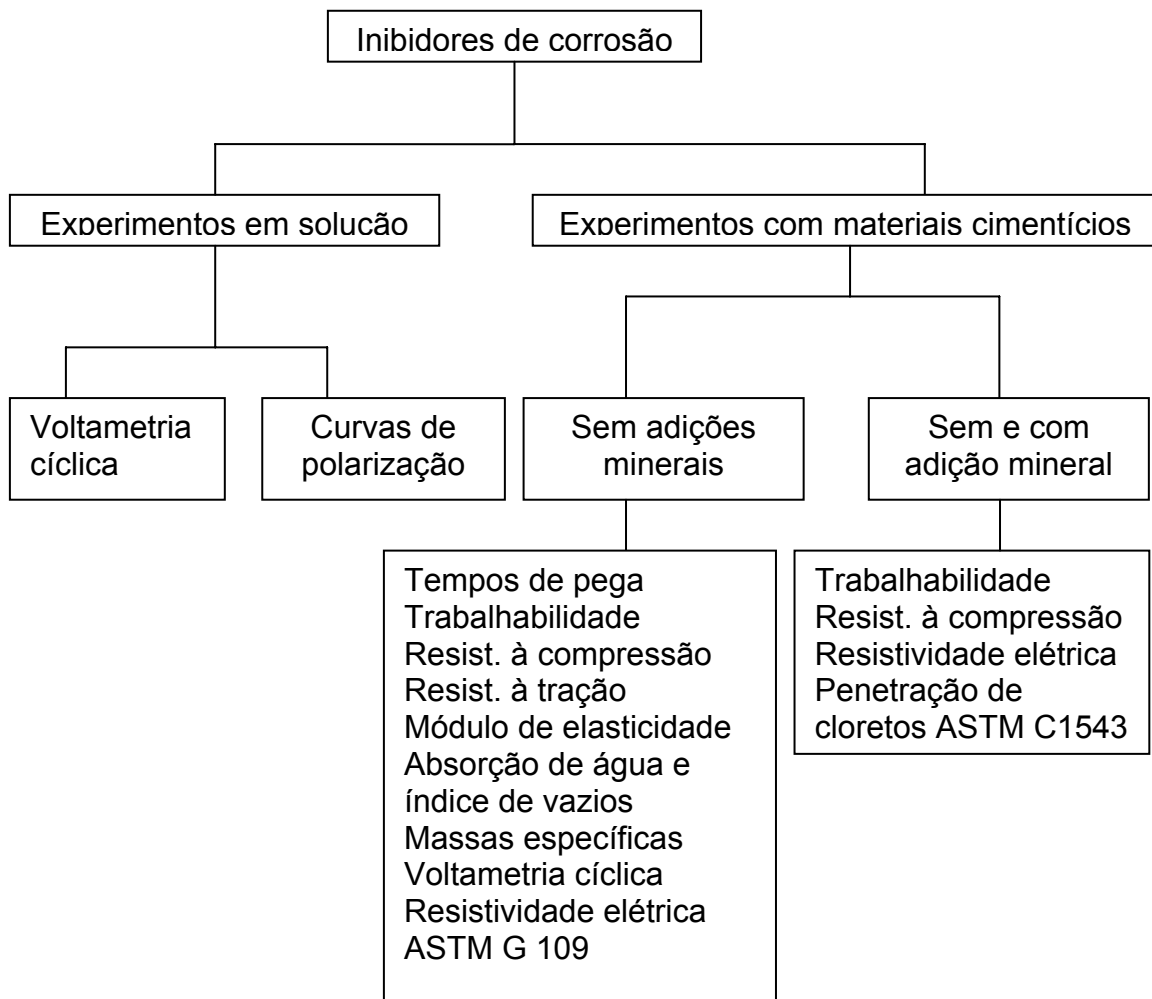 Inibidores de corrosão
Experimentos em solução
Experimentos com materiais cimentícios
Voltametria
cíclica
Curvas de
polarização
Sem adições
minerais
Sem e com
adição mineral
Tempos de pega
Trabalhabilidade
Resist. à compressão
Resist. à tração
Módulo de elasticidade
Absorção de água e
índice de vazios
Massas específicas
Voltametria cíclica
Resistividade elétrica
ASTM G 109
Trabalhabilidade
Resist. à compressão
Resistividade elétrica
Penetração de
cloretos ASTM C1543